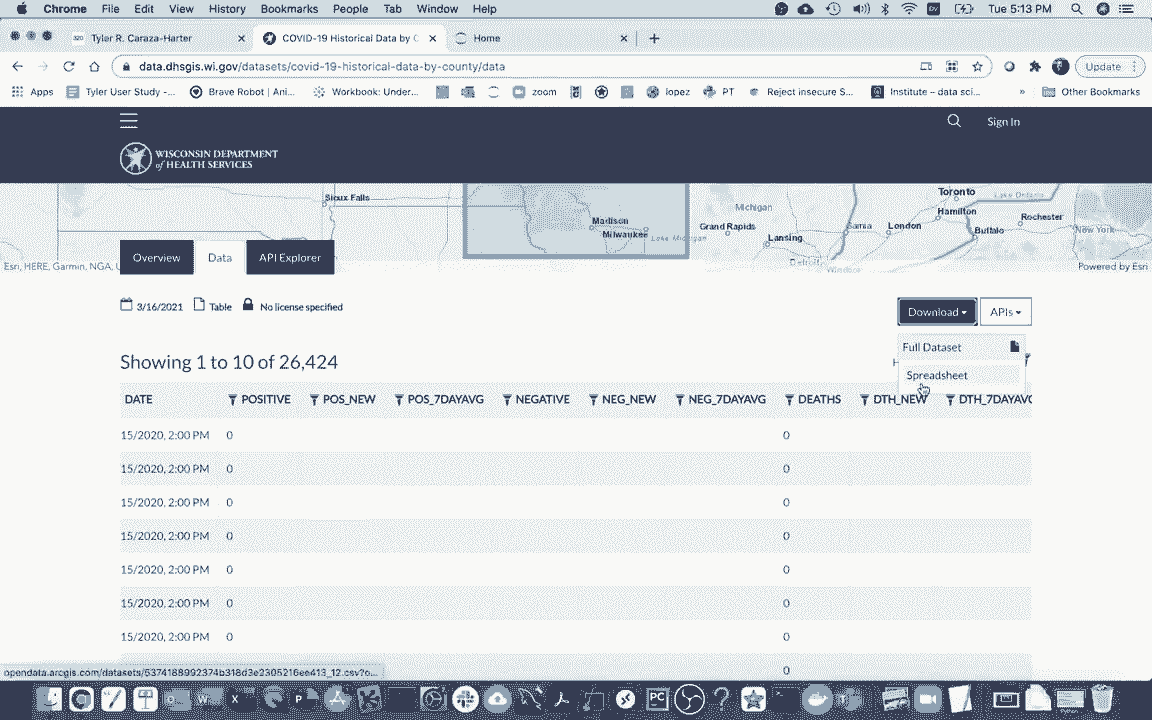 Chrome File Edit View History Bookmarks People Tab Window Help Tue 5:13 PM
Tyler R. Caraza-Harter COVID-19 Historical Data by C Home
data.dhsgis.wi.gov/datasets/covid-19-historical-data-by-county/data Update
Apps Tyler User Study -... Brave Robot | Ani... Workbook: Under... zoom lopez PT Reject insecure S... Institute – data sci... » Other Bookmarks
Sign In
WISCONSIN DEPARTMENT
of HEALTH SERVICES
Sioux Falls
Madison
Milwaukee
Lake Michigan
Michigan
Grand Rapids
Lansing
Detroit
Windsor
Sarnia
London
Toronto
Hamilton
Buffalo
Lake Ontario
Rochester
New York
Overview Data API Explorer
Esri, HERE, Garmin, NGA, U Powered by Esri
3/16/2021 Table No license specified
Download APIs
Full Dataset
Showing 1 to 10 of 26,424
Spreadsheet
DATE POSITIVE POS_NEW POS_7DAYAVG NEGATIVE NEG_NEW NEG_7DAYAVG DEATHS DTH_NEW DTH_7DAYAVG
15/2020, 2:00 PM 0 0
15/2020, 2:00 PM 0 0
15/2020, 2:00 PM 0 0
15/2020, 2:00 PM 0 0
15/2020, 2:00 PM 0 0
15/2020, 2:00 PM 0 0
15/2020, 2:00 PM 0 0
0